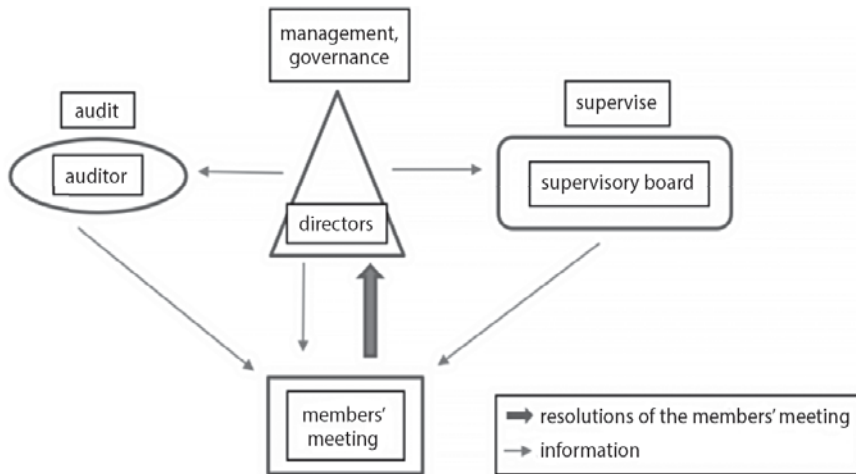 management,
governance
audit
supervise
auditor
supervisory board
directors
members’
meeting
resolutions of the members’ meeting
information